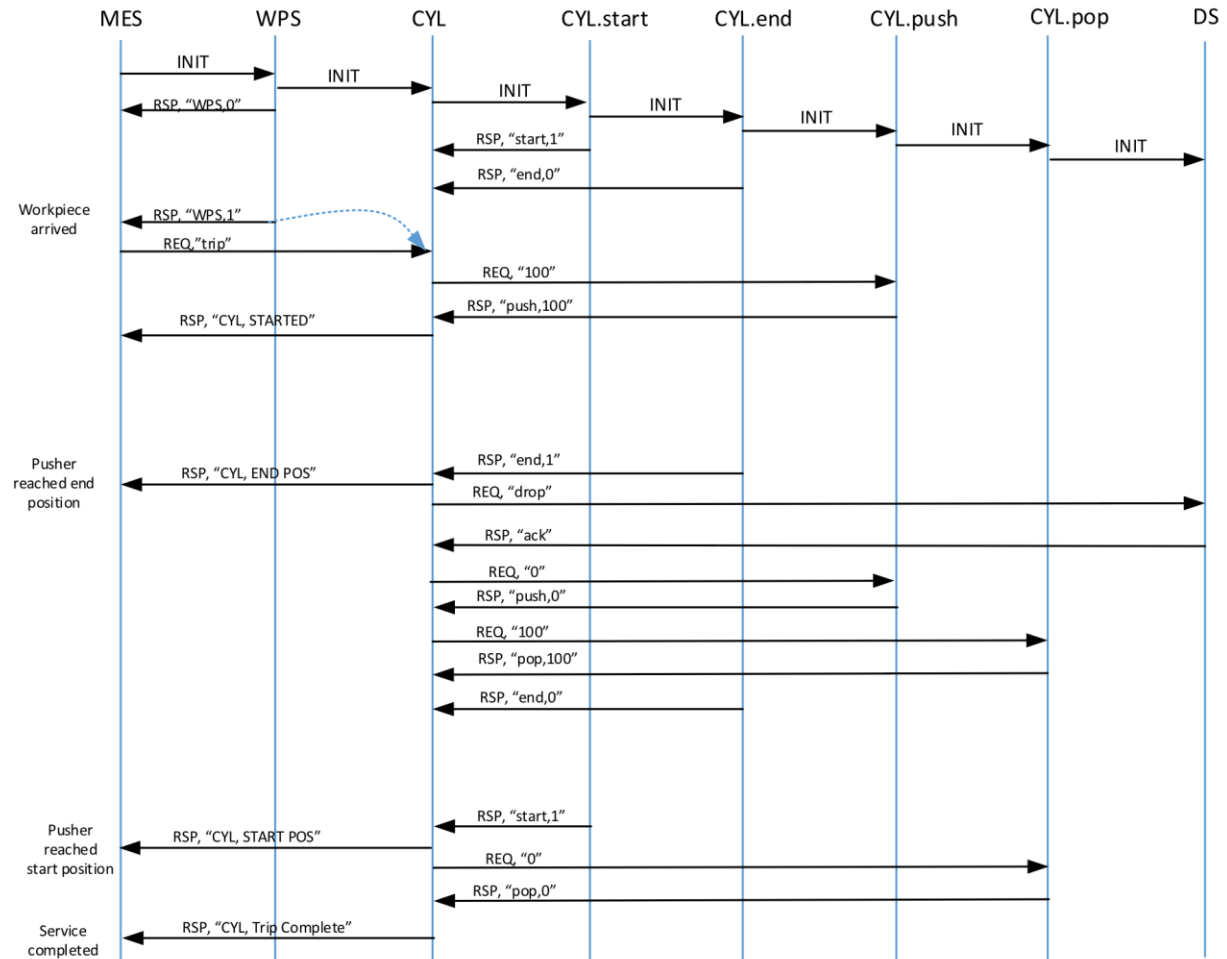 MES
WPS
CYL
CYL.start
CYL.end
CYL.push
CYL.pop
DS
INIT
INIT
INIT
RSP, “WPS,0”
INIT
INIT
INIT
INIT
RSP, “start,1”
RSP, “end,0”
Workpiece
arrived
RSP, “WPS,1”
REQ,”trip”
REQ, “100”
RSP, “push,100”
RSP, “CYL, STARTED”
Pusher
reached end
position
RSP, “end,1”
RSP, “CYL, END POS”
REQ, “drop”
RSP, “ack”
REQ, “0”
RSP, “push,0”
REQ, “100”
RSP, “pop,100”
RSP, “end,0”
RSP, “start,1”
Pusher
reached
start position
RSP, “CYL, START POS”
REQ, “0”
RSP, “pop,0”
Service
completed
RSP, “CYL, Trip Complete”